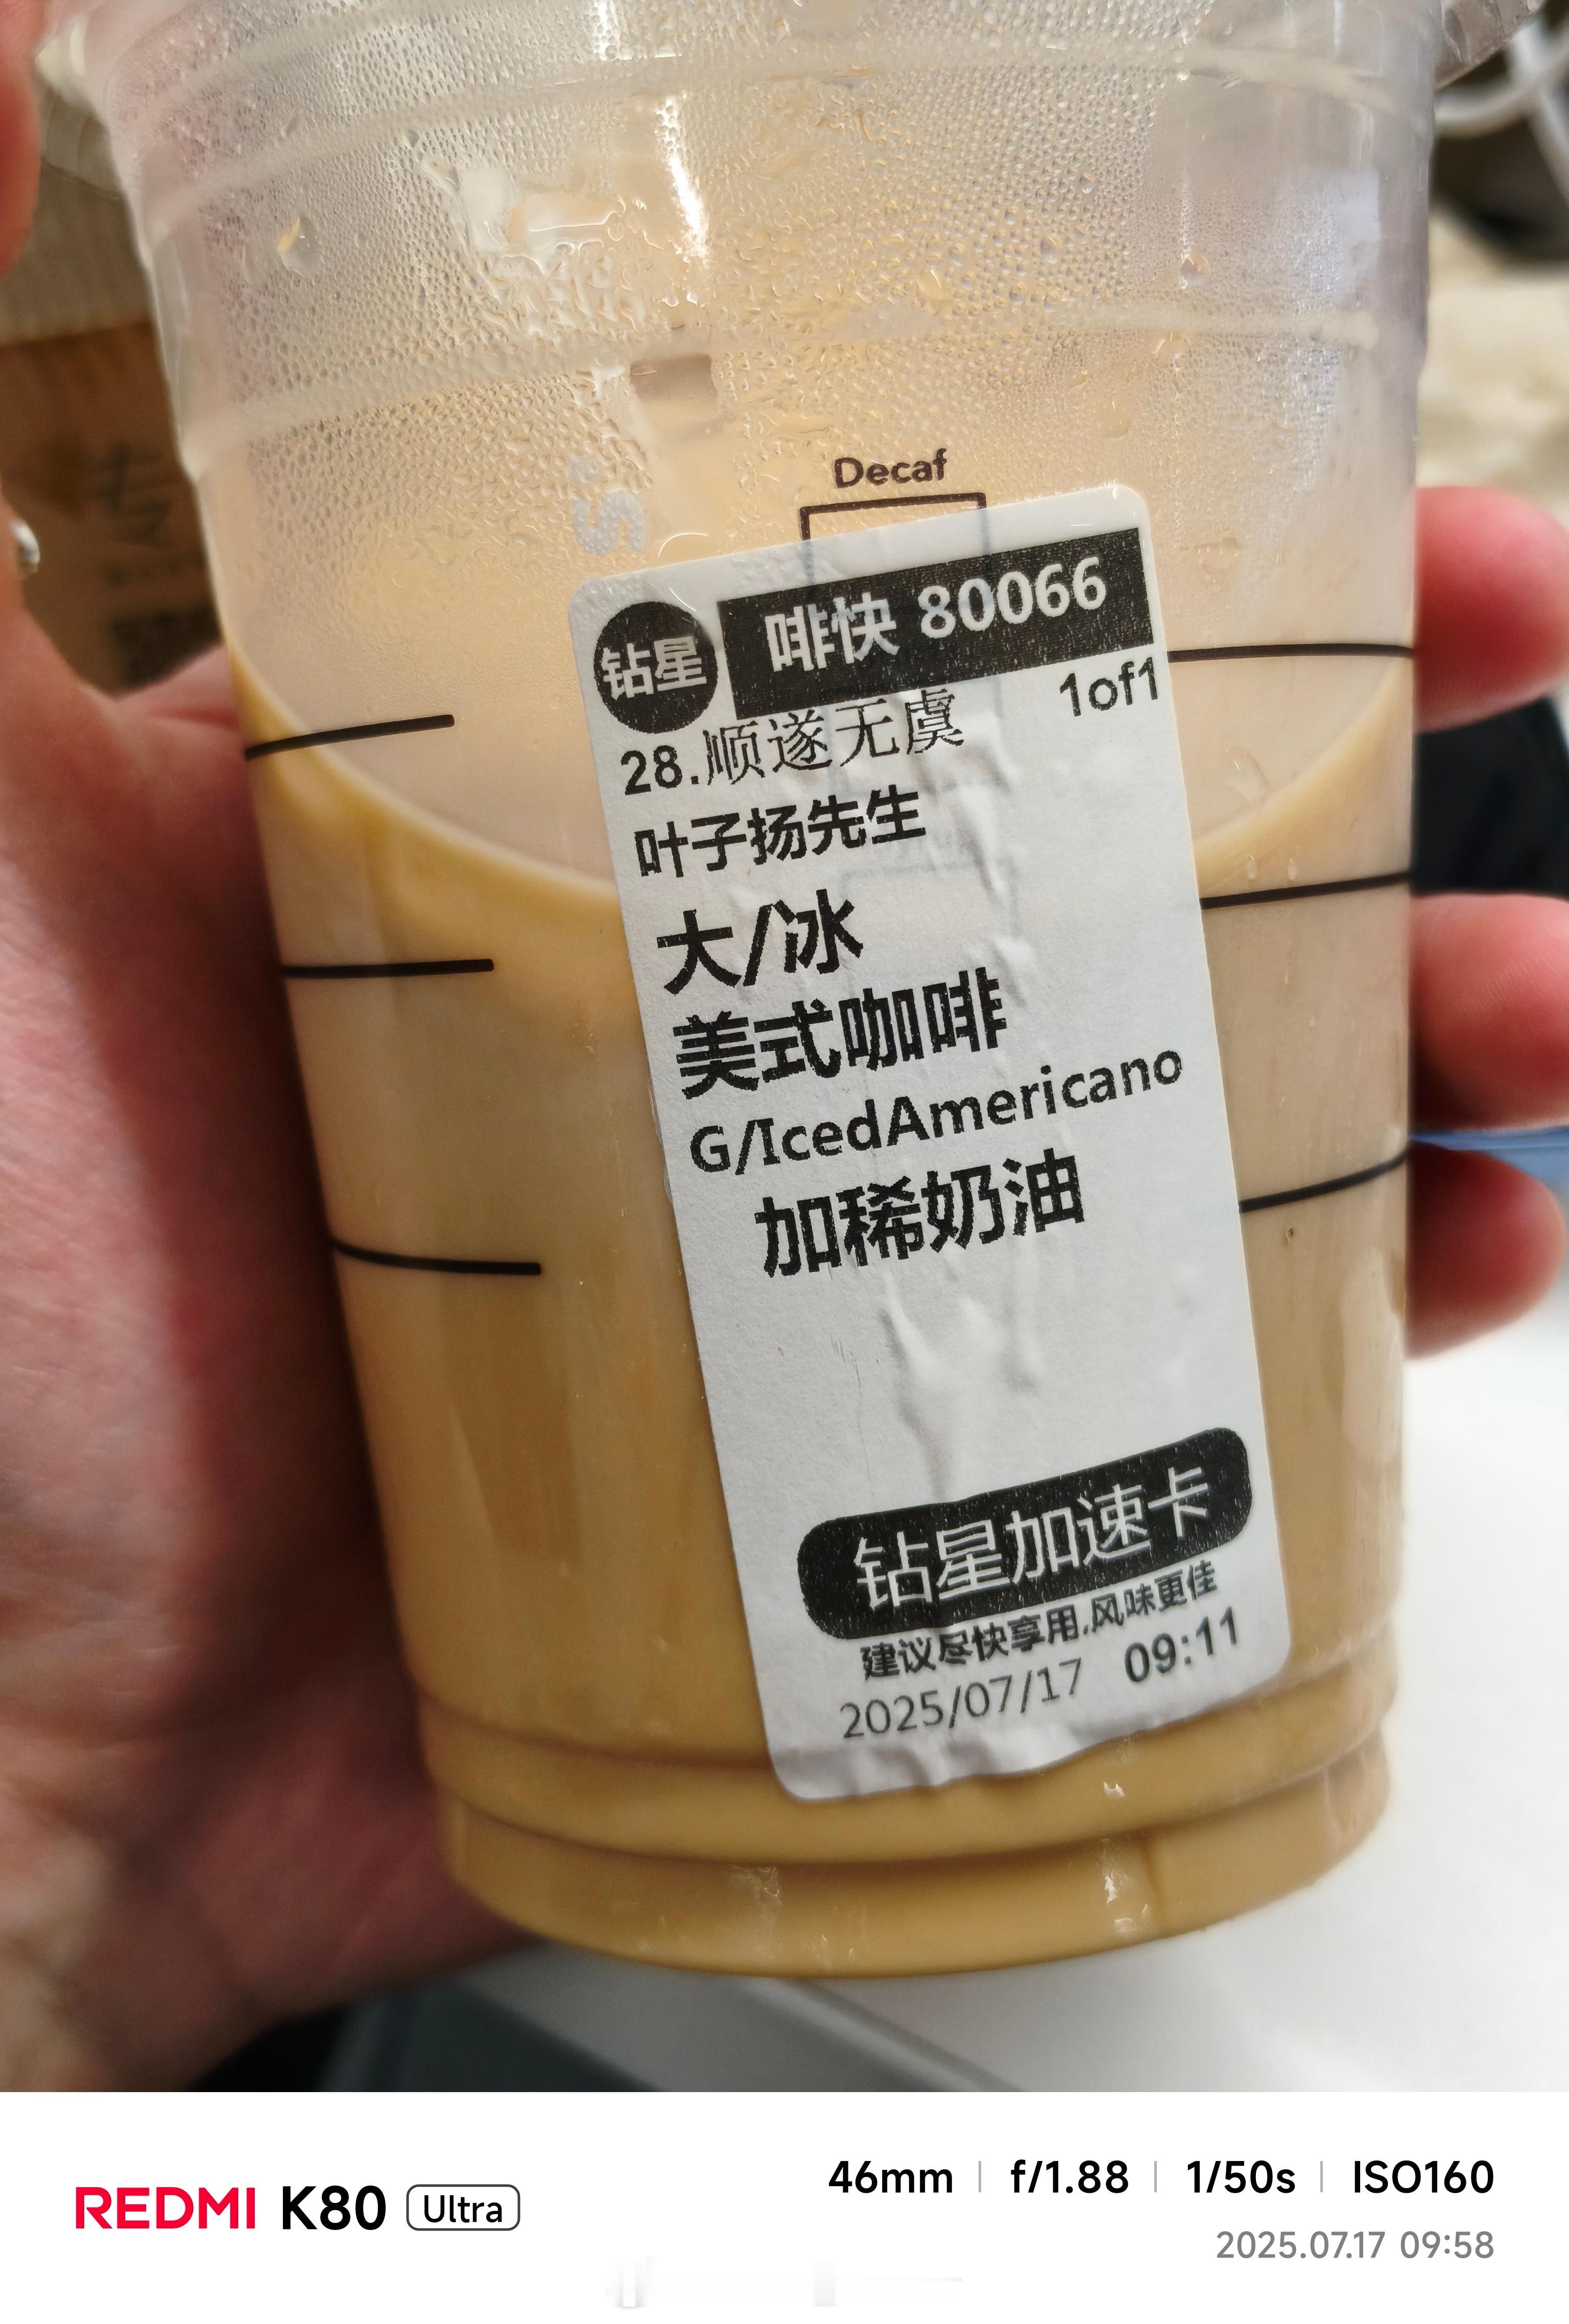 Decaf
钻星
啡快 80066
1of1
28.顺遂无虞
叶子扬先生
大/冰
美式咖啡
G/IcedAmericano
加稀奶油
钻星加速卡
建议尽快享用,风味更佳
2025/07/17 09:11
专
REDMI K80 Ultra
46mm | f/1.88 | 1/50s | ISO160
2025.07.17 09:58